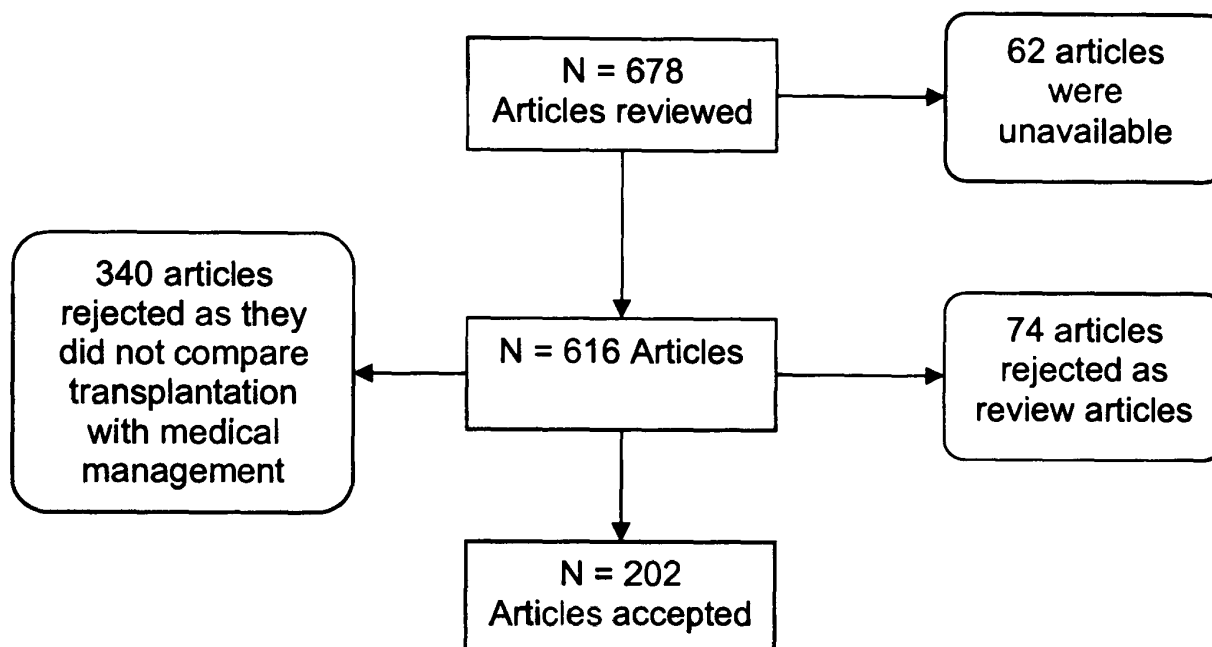 N = 678
Articles reviewed
62 articles
were
unavailable
340 articles
rejected as they
did not compare
transplantation
with medical
management
N = 616 Articles
74 articles
rejected as
review articles
N = 202
Articles accepted